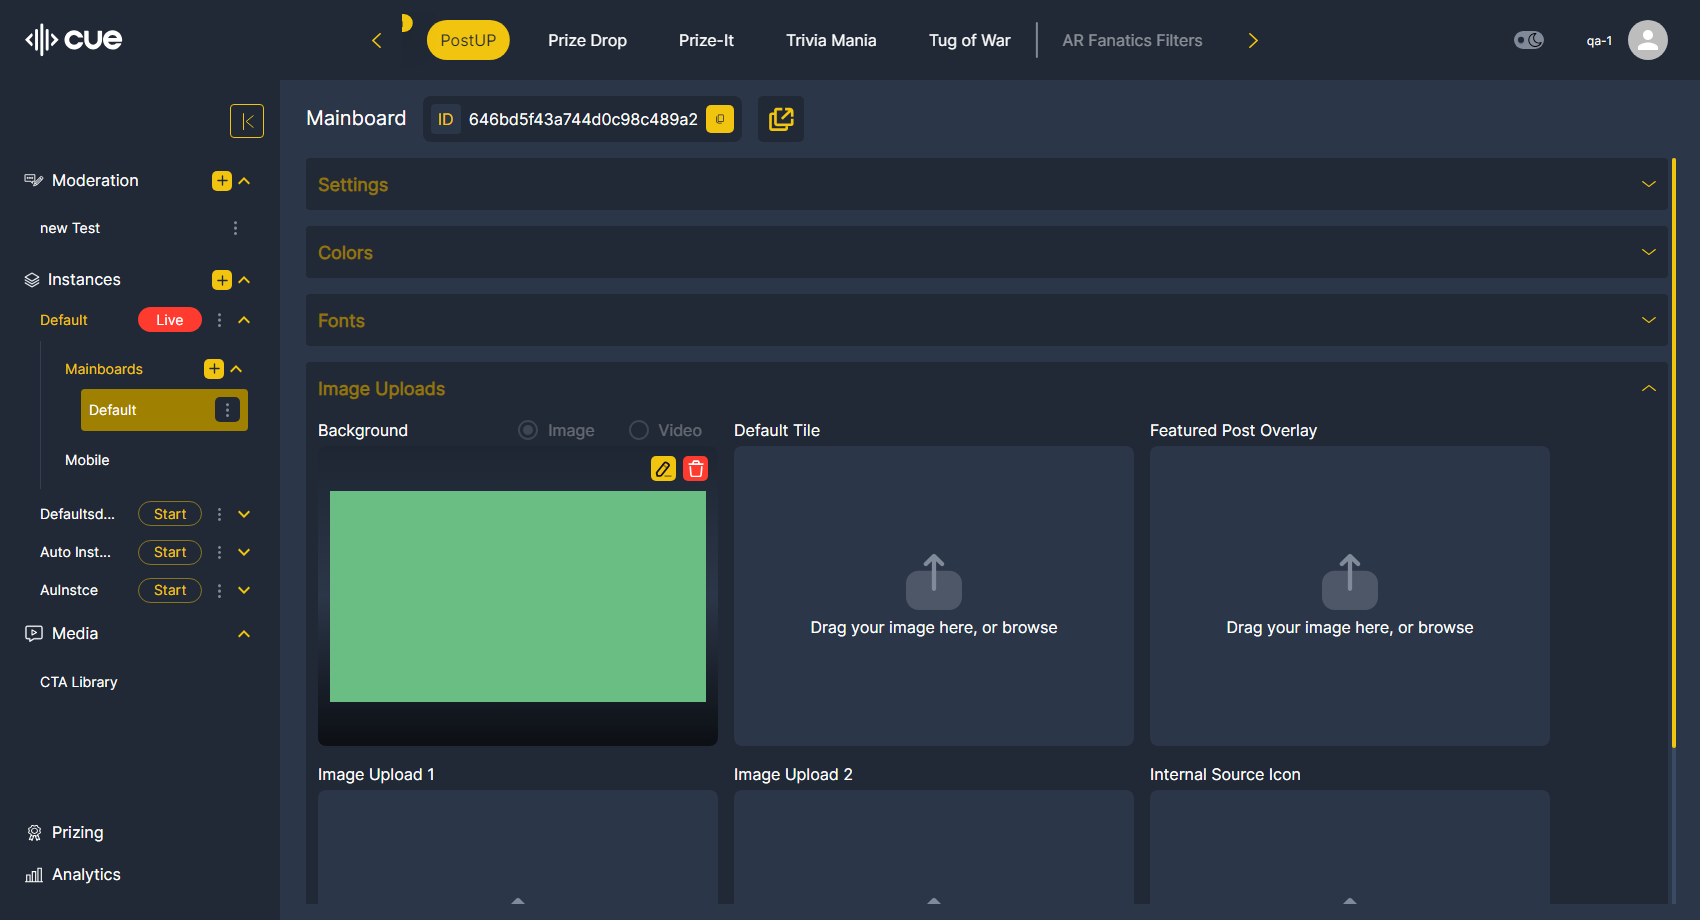 cue
PostUP
Prize Drop
Prize-It
Trivia Mania
Tug of War
AR Fanatics Filters
qa-1
Mainboard
ID
646bd5f43a744d0c98c489a2
Moderation
new Test
Instances
Default
Live
Mainboards
Default
Mobile
Defaultsd...
Start
Auto Inst...
Start
AuInstce
Start
Media
CTA Library
Prizing
Analytics
Settings
Colors
Fonts
Image Uploads
Background
Image
Video
Default Tile
Featured Post Overlay
Drag your image here, or browse
Drag your image here, or browse
Image Upload 1
Image Upload 2
Internal Source Icon